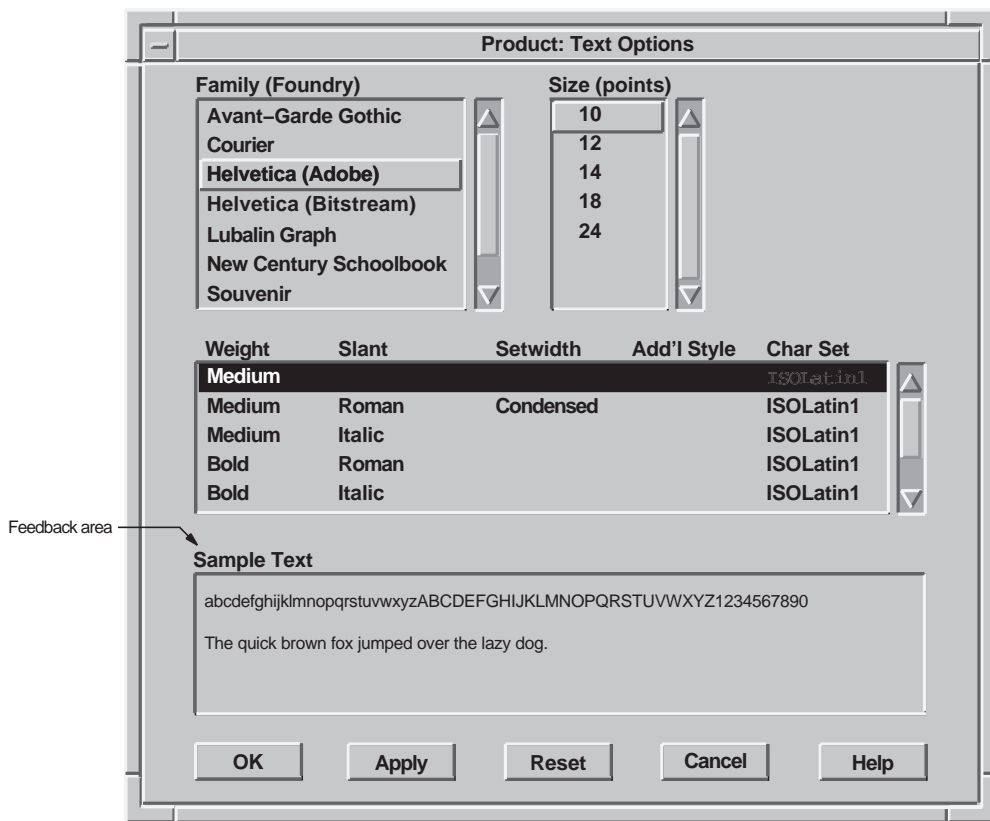 Product: Text Options
Family (Foundry) Size (points)
Avant–Garde Gothic
Courier
Helvetica (Adobe)
Helvetica (Bitstream)
Lubalin Graph
New Century Schoolbook
Souvenir
10
12
14
18
24
Weight Slant Setwidth Add'l Style Char Set
Medium ISOLatin1
Medium Roman Condensed ISOLatin1
Medium Italic ISOLatin1
Bold Roman ISOLatin1
Bold Italic ISOLatin1
Feedback area
Sample Text
abcdefghijklmnopqrstuvwxyzABCDEFGHIJKLMNOPQRSTUVWXYZ1234567890
The quick brown fox jumped over the lazy dog.
OK Apply Reset Cancel Help